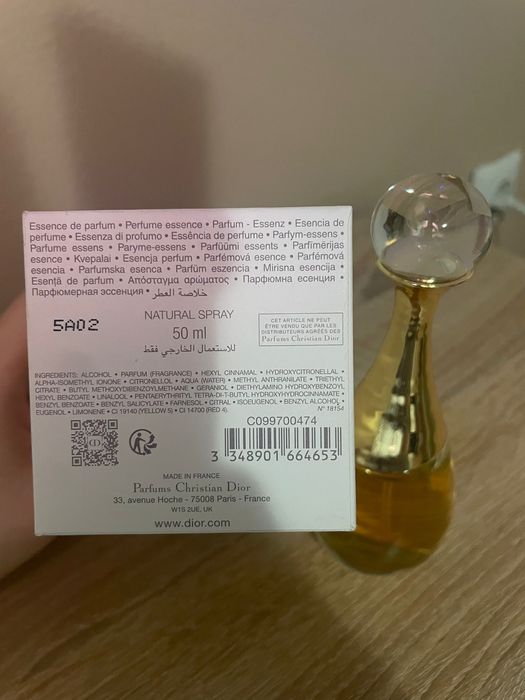 Essence de parfum • Perfume essence • Parfum - Essenz • Esencia de
perfume • Essenza di profumo • Essência de perfume • Parfym-essens •
Parfume essens • Paryme-essens • Parfüümi essents • Parfimērijas
esence • Kvepalai • Esencja perfum • Parfémová esence • Parfémová
esencia • Parfumska esenca • Parfüm eszencia • Mirisna esencija •
Esență de parfum • Απόσταγμα αρώματος • Парфюмна есенция •
Парфюмерная эссенция • خلاصة العطر
5A02
NATURAL SPRAY
50 ml
للاستعمال الخارجي فقط
CET ARTICLE NE PEUT
ÊTRE VENDU QUE PAR LES
DISTRIBUTEURS AGRÉÉS DES
Parfums Christian Dior
INGREDIENTS: ALCOHOL • PARFUM (FRAGRANCE) • HEXYL CINNAMAL • HYDROXYCITRONELLAL •
ALPHA-ISOMETHYL IONONE • CITRONELLOL • AQUA (WATER) • METHYL ANTHRANILATE • TRIETHYL
CITRATE • BUTYL METHOXYDIBENZOYLMETHANE • GERANIOL • DIETHYLAMINO HYDROXYBENZOYL
HEXYL BENZOATE • LINALOOL • PENTAERYTHRITYL TETRA-DI-T-BUTYL HYDROXYHYDROCINNAMATE •
BENZYL BENZOATE • BENZYL SALICYLATE • FARNESOL • CITRAL • ISOEUGENOL • BENZYL ALCOHOL •
EUGENOL • LIMONENE • CI 19140 (YELLOW 5) • CI 14700 (RED 4).
N° 18154
C099700474
3 348901 664653
MADE IN FRANCE
Parfums Christian Dior
33, avenue Hoche - 75008 Paris - France
W1S 2UE, UK
www.dior.com